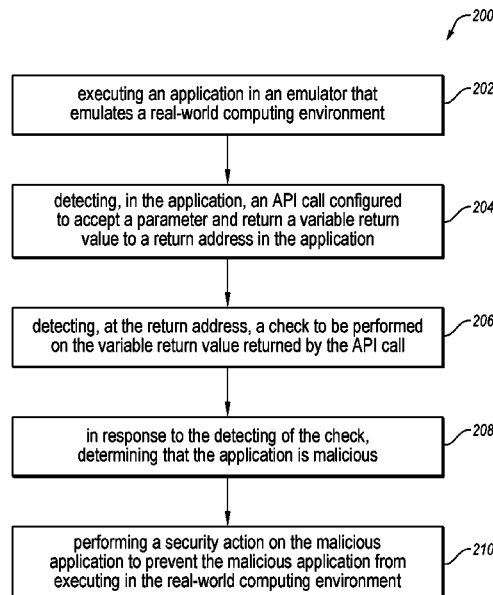 200
executing an application in an emulator that
emulates a real-world computing environment
202
detecting, in the application, an API call configured
to accept a parameter and return a variable return
value to a return address in the application
204
detecting, at the return address, a check to be performed
on the variable return value returned by the API call
206
in response to the detecting of the check,
determining that the application is malicious
208
performing a security action on the malicious
application to prevent the malicious application from
executing in the real-world computing environment
210